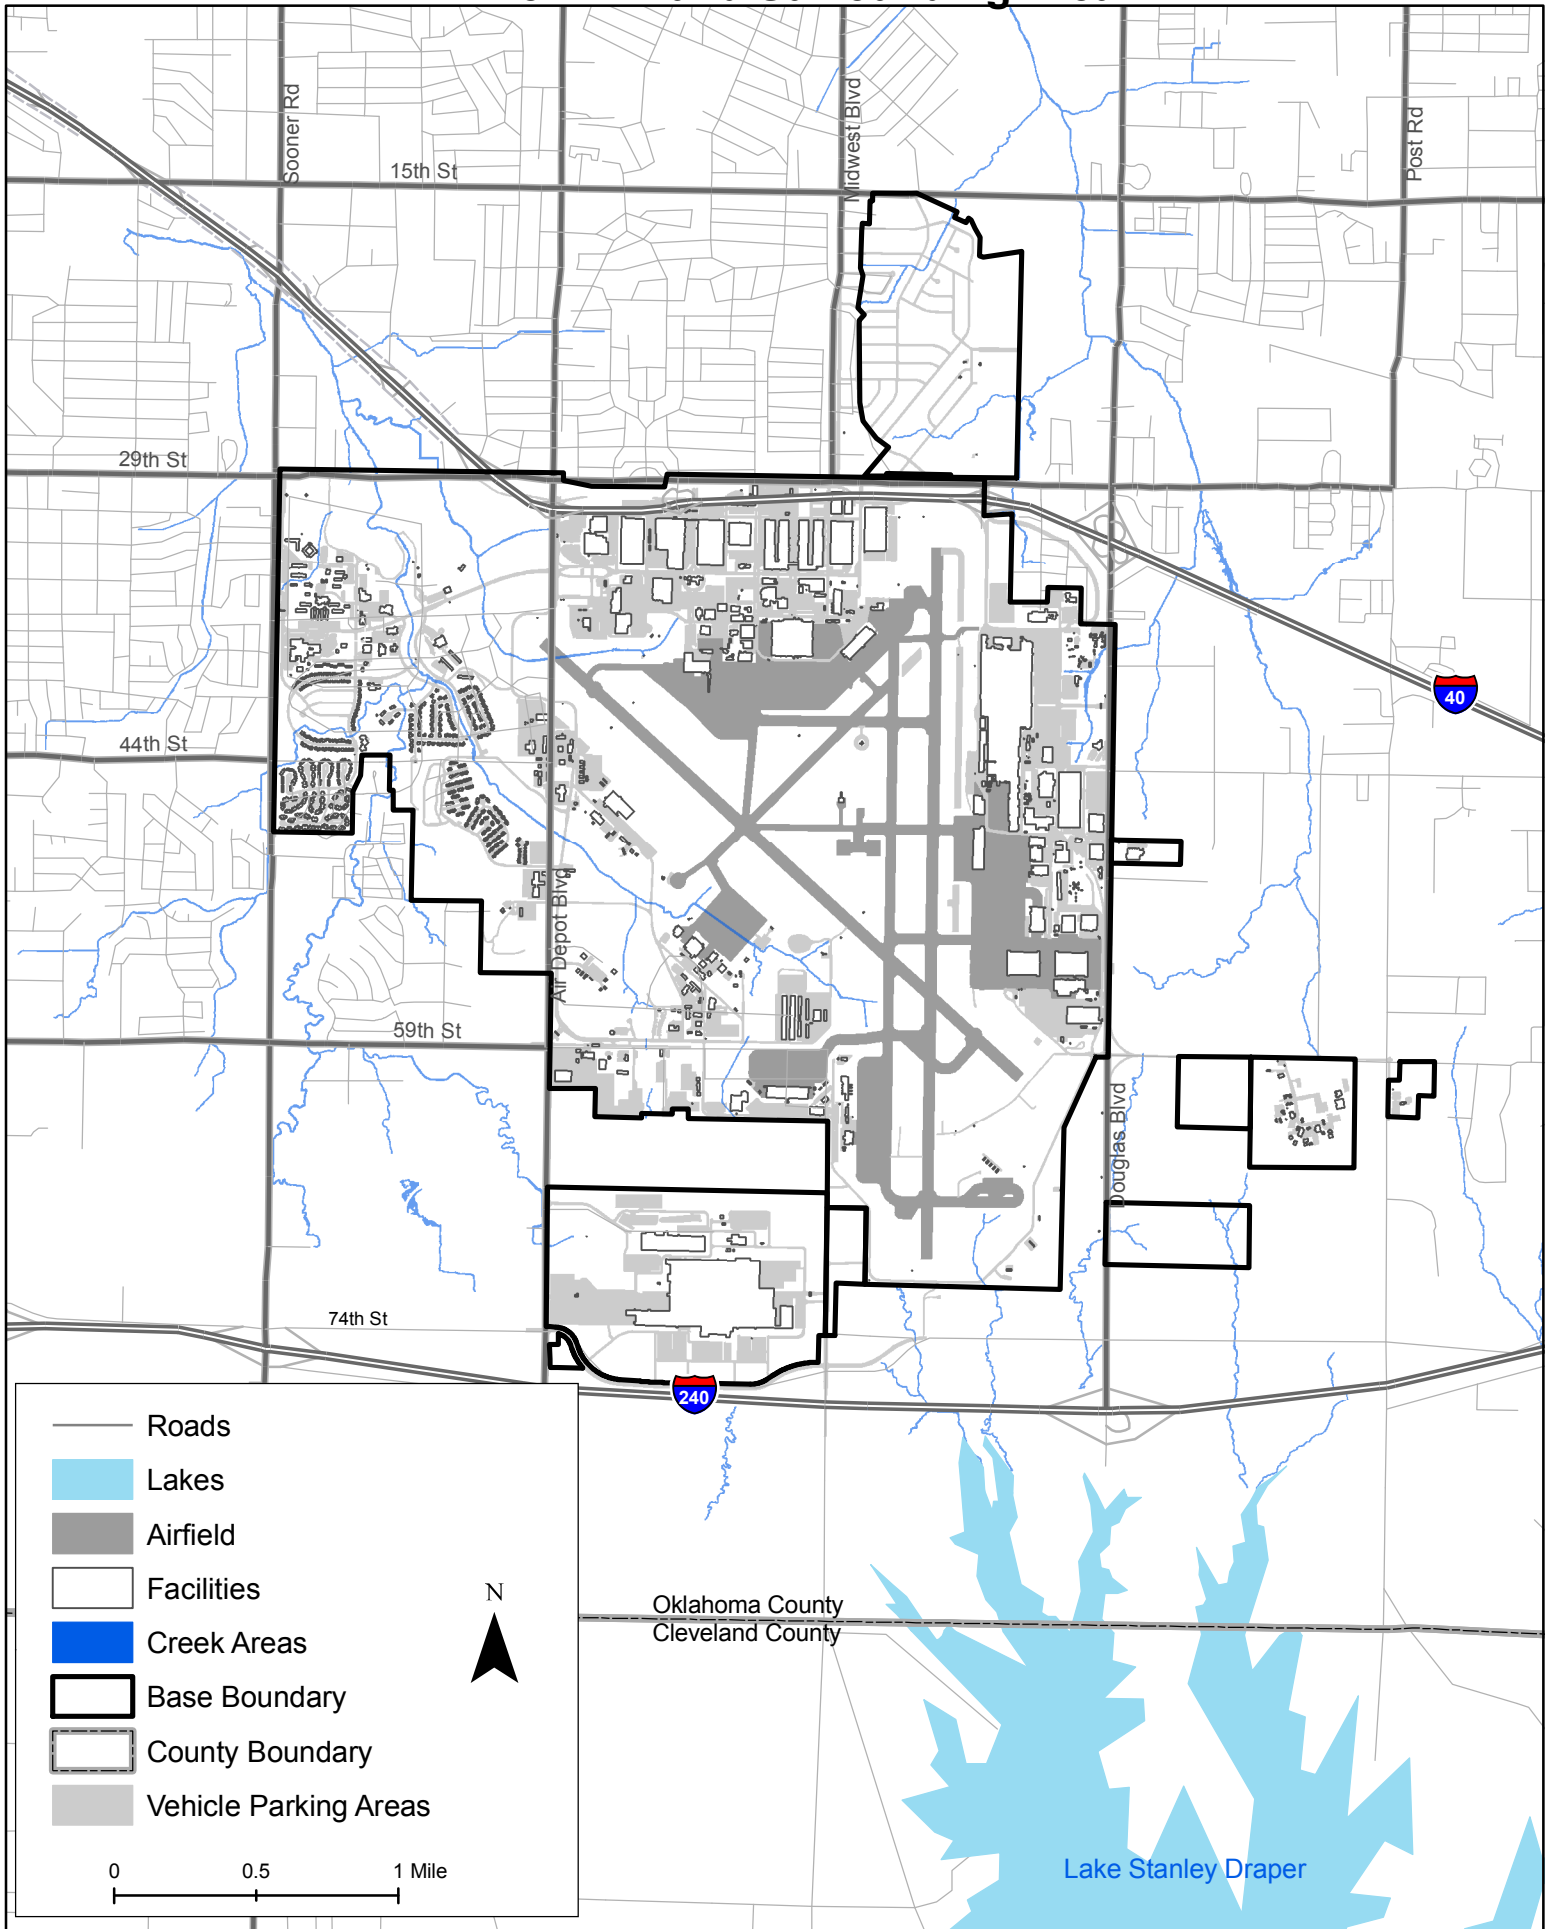 Sooner Rd
Midwest Blvd
Post Rd
15th St
29th St
40
44th St
Air Depot Blvd
59th St
Douglas Blvd
74th St
240
Roads
Lakes
Airfield
Facilities
N
Oklahoma County
Cleveland County
Creek Areas
Base Boundary
County Boundary
Vehicle Parking Areas
0 0.5 1 Mile
Lake Stanley Draper